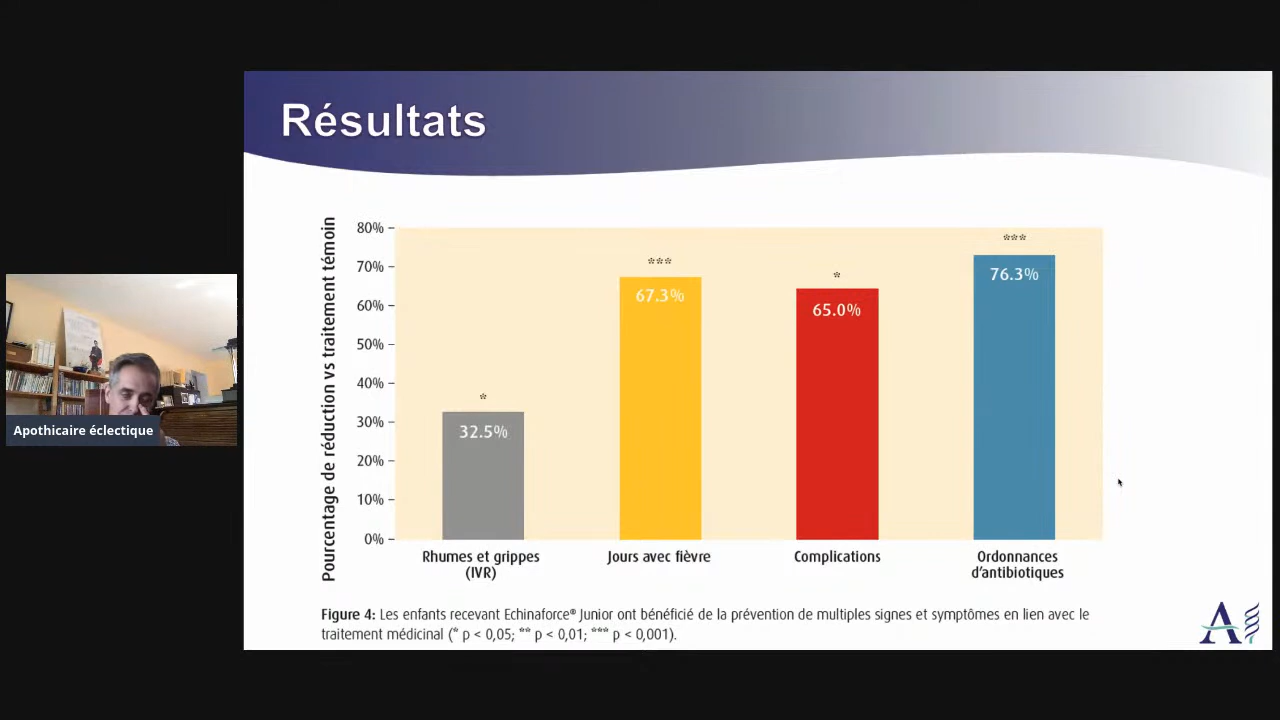 Résultats
Pourcentage de réduction vs traitement témoin
80%
70%
60%
50%
40%
30%
20%
10%
0%
*
32.5%
***
67.3%
*
65.0%
***
76.3%
Rhumes et grippes
(IVR)
Jours avec fièvre
Complications
Ordonnances
d'antibiotiques
Figure 4: Les enfants recevant Echinaforce® Junior ont bénéficié de la prévention de multiples signes et symptômes en lien avec le
traitement médicinal (* p < 0,05; ** p < 0,01; *** p < 0,001).
Apothicaire éclectique